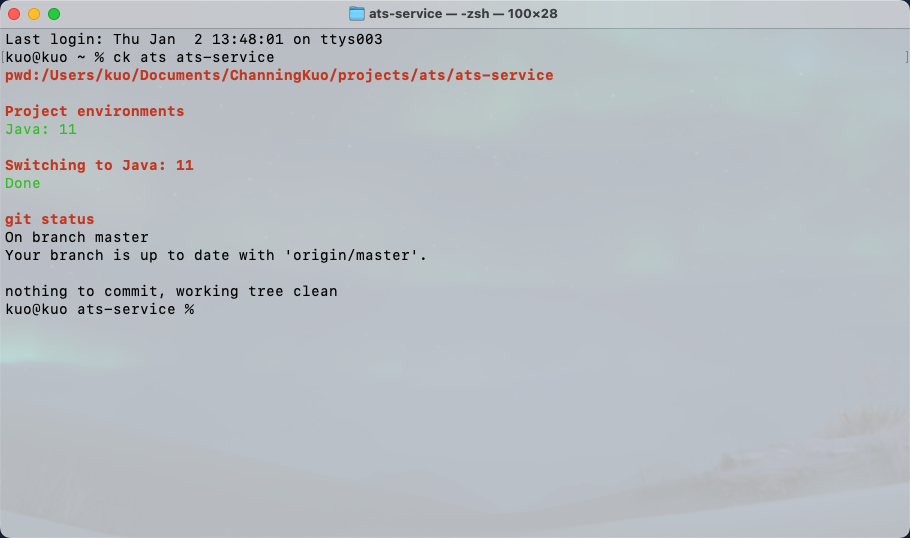 ats-service — -zsh — 100×28
Last login: Thu Jan  2 13:48:01 on ttys003
[kuo@kuo ~ % ck ats ats-service ]
pwd:/Users/kuo/Documents/ChanningKuo/projects/ats/ats-service
Project environments
Java: 11
Switching to Java: 11
Done
git status
On branch master
Your branch is up to date with 'origin/master'.
nothing to commit, working tree clean
kuo@kuo ats-service %